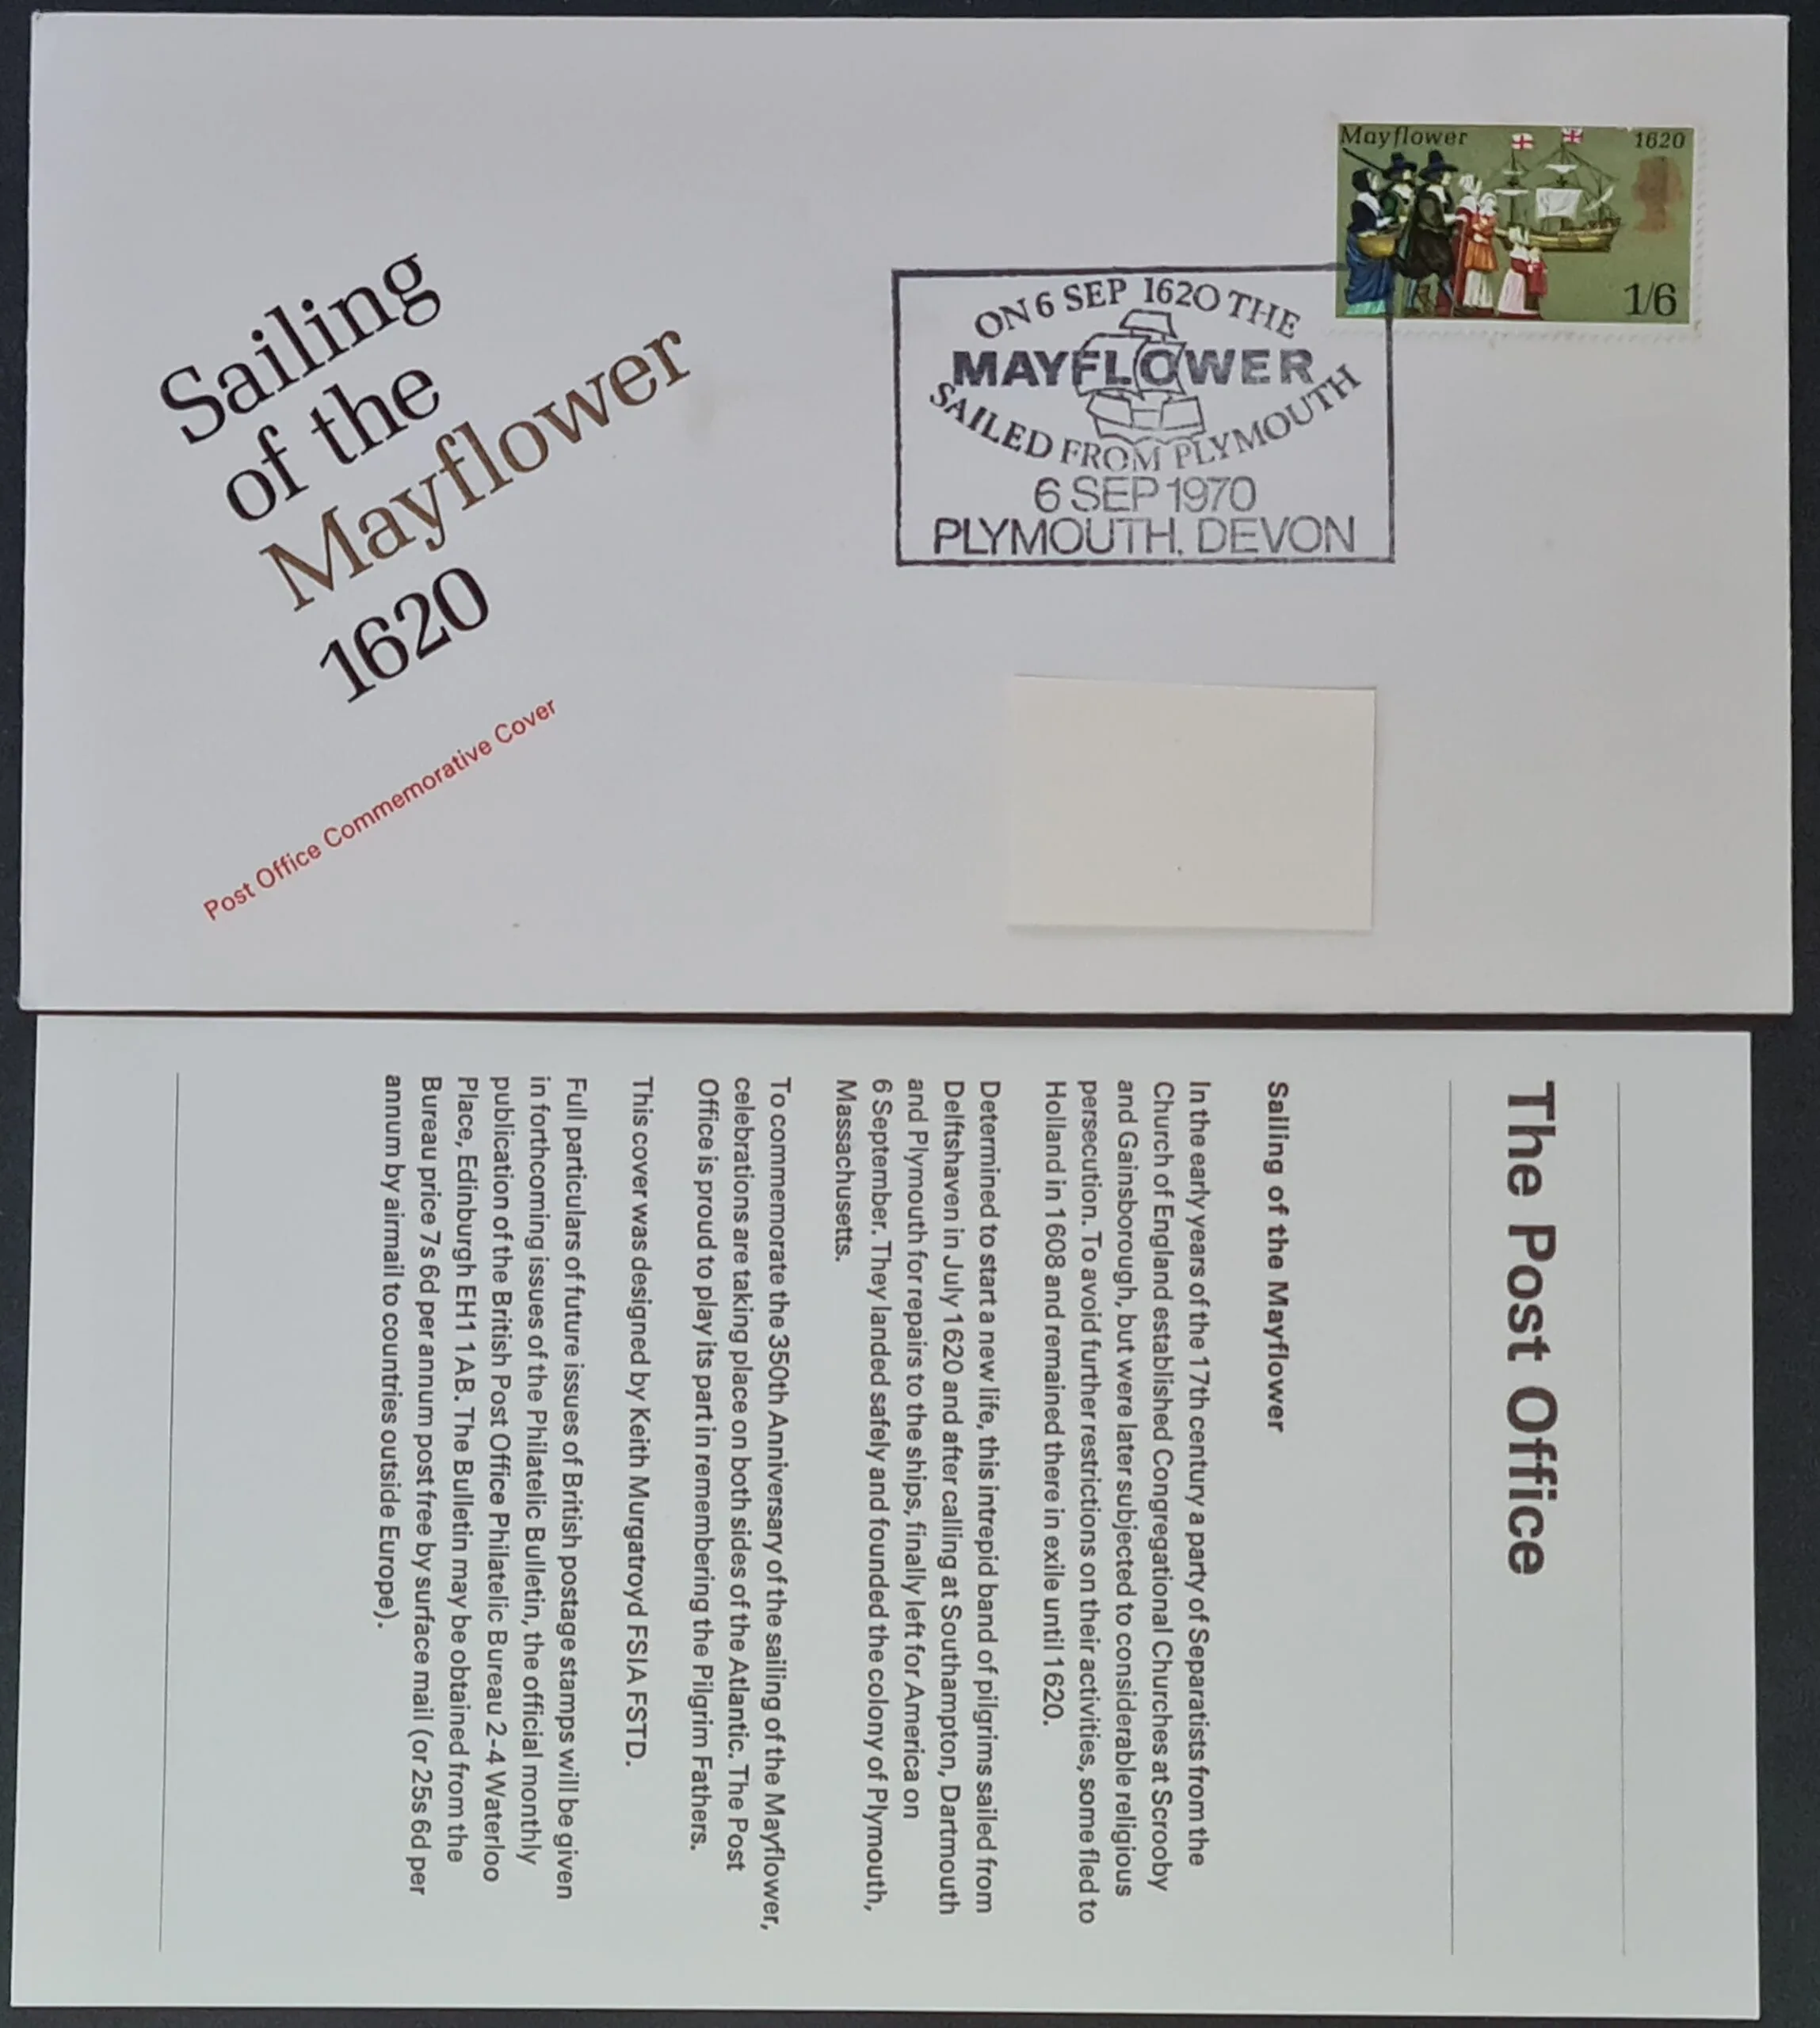 Mayflower 1620
1/6
Sailing
of the
Mayflower
1620
Post Office Commemorative Cover
ON 6 SEP 1620 THE
MAYFLOWER
SAILED FROM PLYMOUTH
6 SEP 1970
PLYMOUTH, DEVON
The Post Office
Sailing of the Mayflower
In the early years of the 17th century a party of Separatists from the
Church of England established Congregational Churches at Scrooby
and Gainsborough, but were later subjected to considerable religious
persecution. To avoid further restrictions on their activities, some fled to
Holland in 1608 and remained there in exile until 1620.
Determined to start a new life, this intrepid band of pilgrims sailed from
Delftshaven in July 1620 and after calling at Southampton, Dartmouth
and Plymouth for repairs to the ships, finally left for America on
6 September. They landed safely and founded the colony of Plymouth,
Massachusetts.
To commemorate the 350th Anniversary of the sailing of the Mayflower,
celebrations are taking place on both sides of the Atlantic. The Post
Office is proud to play its part in remembering the Pilgrim Fathers.
This cover was designed by Keith Murgatroyd FSIA FSTD.
Full particulars of future issues of British postage stamps will be given
in forthcoming issues of the Philatelic Bulletin, the official monthly
publication of the British Post Office Philatelic Bureau 2-4 Waterloo
Place, Edinburgh EH1 1AB. The Bulletin may be obtained from the
Bureau price 7s 6d per annum post free by surface mail (or 25s 6d per
annum by airmail to countries outside Europe).